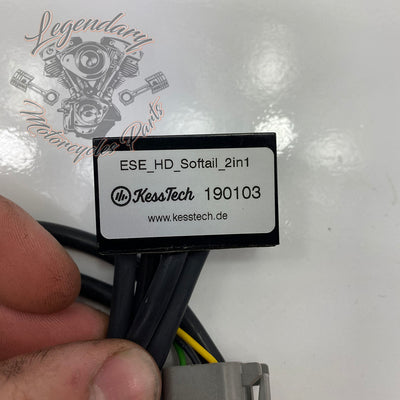 Legendary
Motorcycles Parts
ESE_HD_Softail_2in1
KessTech 190103
www.kesstech.de